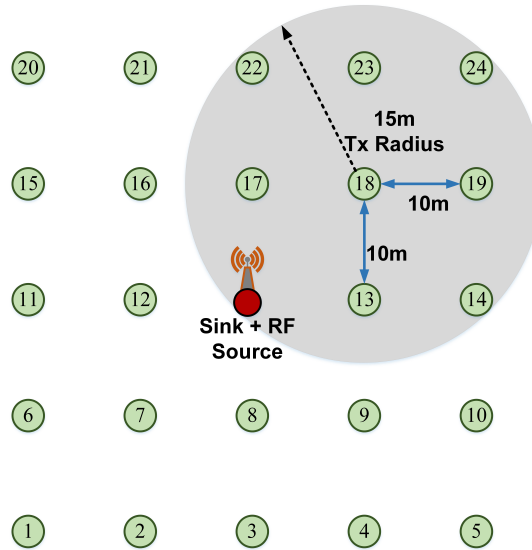 20 21 22 23 24
15m
Tx Radius
15 16 17 18 19
10m
10m
11 12 13 14
Sink + RF
Source
6 7 8 9 10
1 2 3 4 5